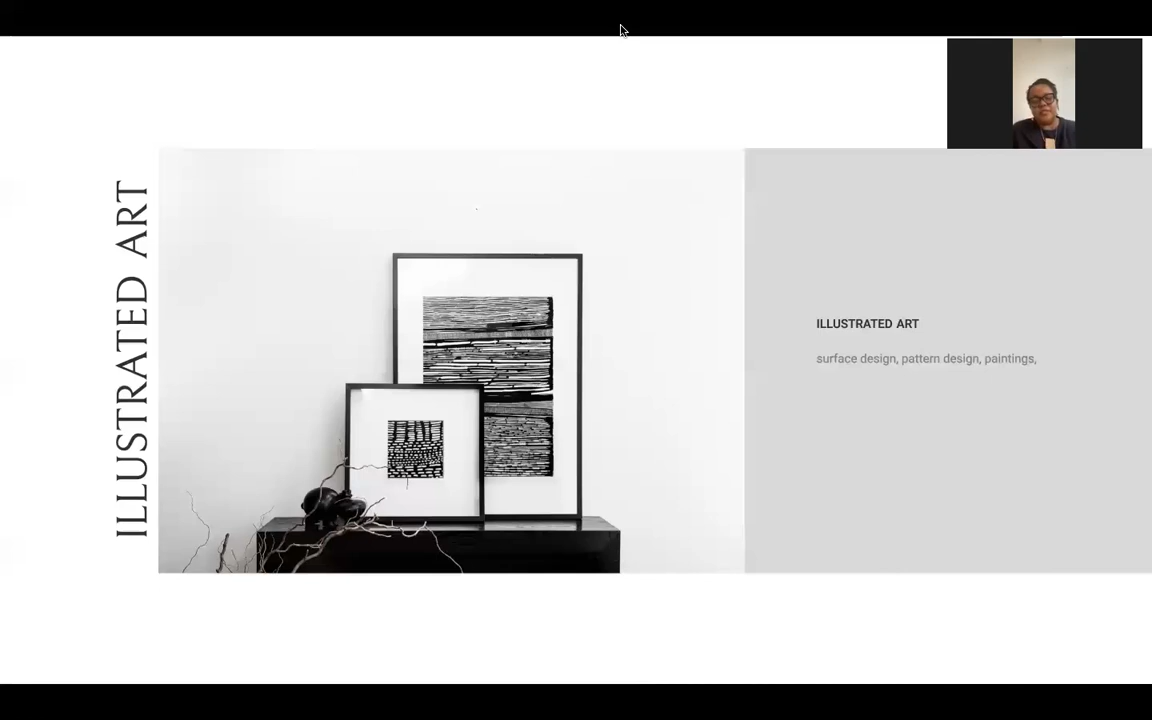 ILLUSTRATED ART
ILLUSTRATED ART
surface design, pattern design, paintings,